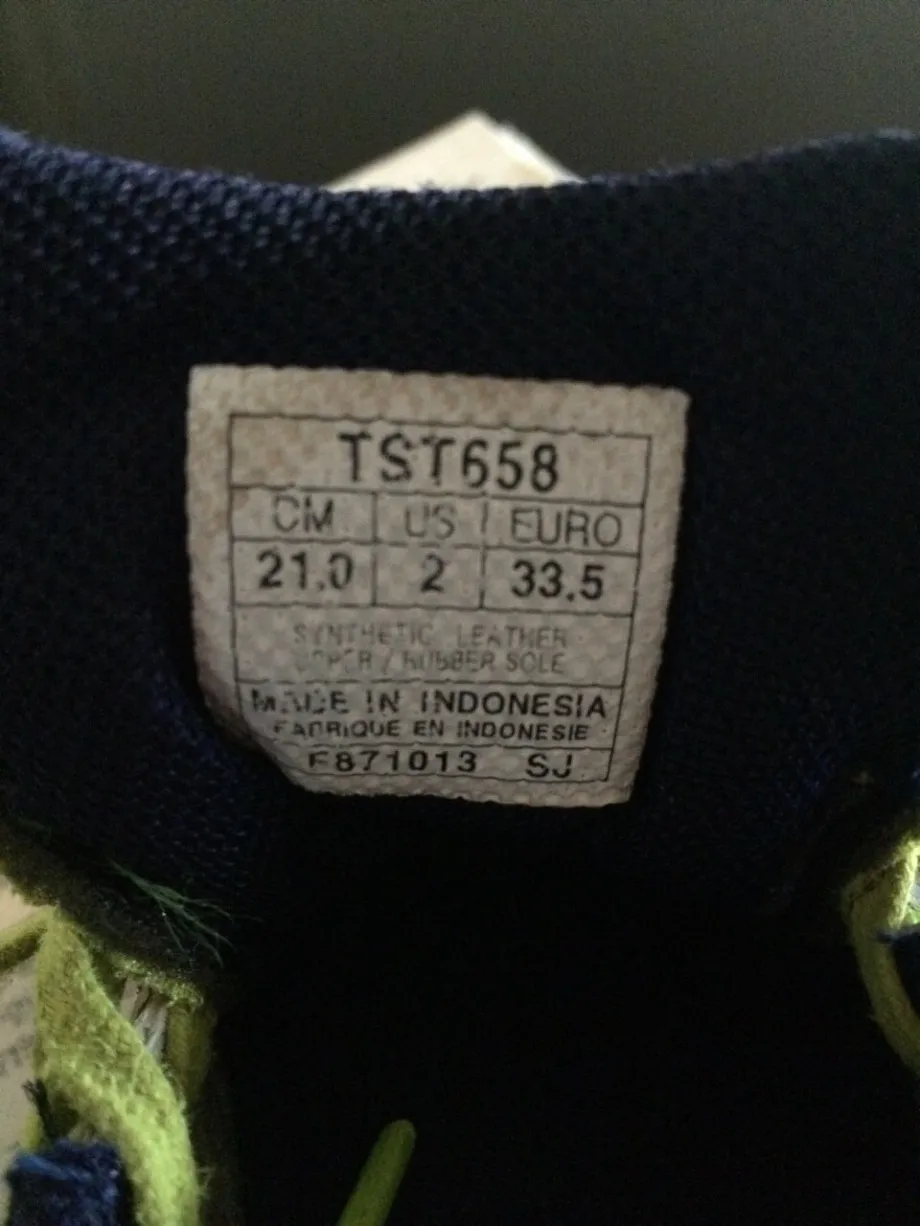 TST658
CM US EURO
21.0 2 33.5
SYNTHETIC LEATHER
UPPER / RUBBER SOLE
MADE IN INDONESIA
FABRIQUE EN INDONESIE
F871013 SJ